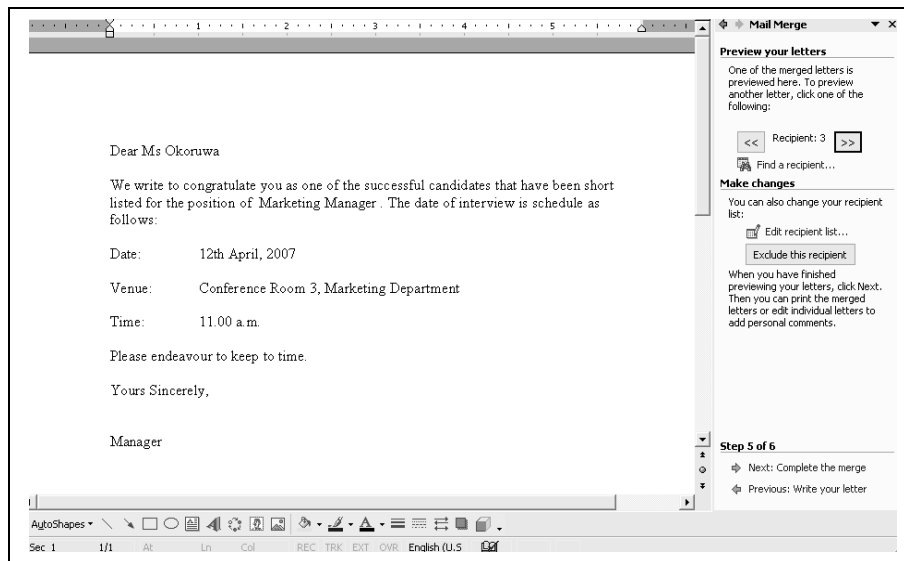 1 2 3 4 5
Mail Merge
Preview your letters
One of the merged letters is
previewed here. To preview
another letter, click one of the
following:
<< Recipient: 3 >>
Find a recipient...
Make changes
You can also change your recipient
list:
Edit recipient list...
Exclude this recipient
When you have finished
previewing your letters, click Next.
Then you can print the merged
letters or edit individual letters to
add personal comments.
Step 5 of 6
Next: Complete the merge
Previous: Write your letter
Dear Ms Okoruwa
We write to congratulate you as one of the successful candidates that have been short
listed for the position of Marketing Manager . The date of interview is schedule as
follows:
Date: 12th April, 2007
Venue: Conference Room 3, Marketing Department
Time: 11.00 a.m.
Please endeavour to keep to time.
Yours Sincerely,
Manager
AutoShapes
Sec 1 1/1 At Ln Col REC TRK EXT OVR English (U.S